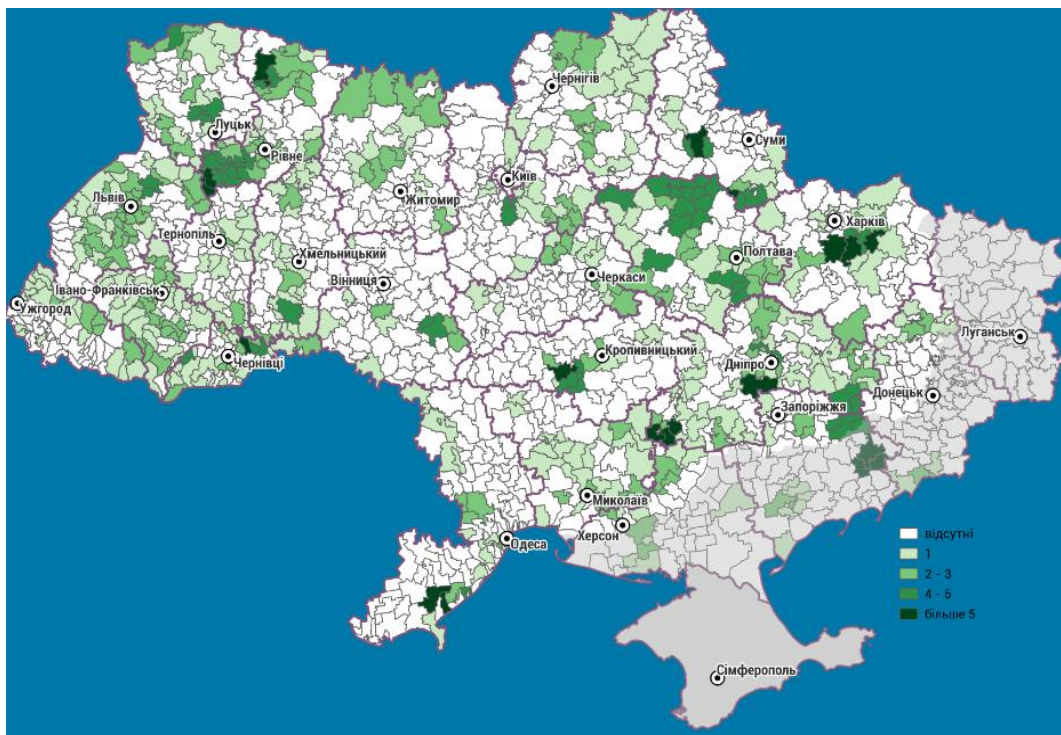 Чернігів
Луцьк
Рівне
Суми
Київ
Житомир
Львів
Харків
Тернопіль
Хмельницький
Полтава
Вінниця
Черкаси
Івано-Франківськ
Ужгород
Луганськ
Чернівці
Кропивницький
Дніпро
Донецьк
Запоріжжя
Миколаїв
Херсон
Одеса
відсутні
1
2 - 3
4 - 5
більше 5
Сімферополь